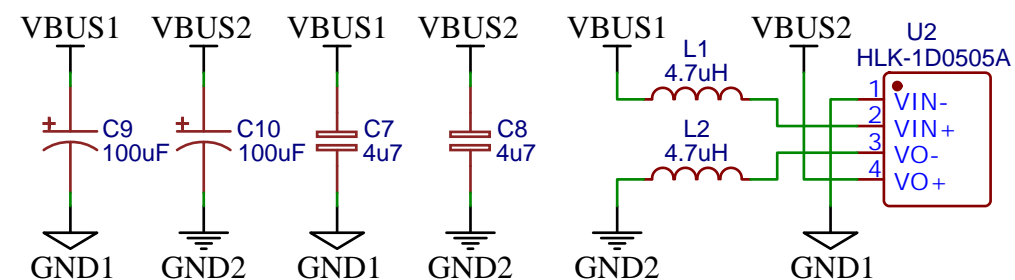 VBUS1
VBUS2
VBUS1
VBUS2
VBUS1
VBUS2
U2
HLK-1D0505A
L1
4.7uH
1
VIN-
2
VIN+
3
VO-
4
VO+
+
C9
100uF
+
C10
100uF
C7
4u7
C8
4u7
L2
4.7uH
GND1
GND2
GND1
GND2
GND2
GND1